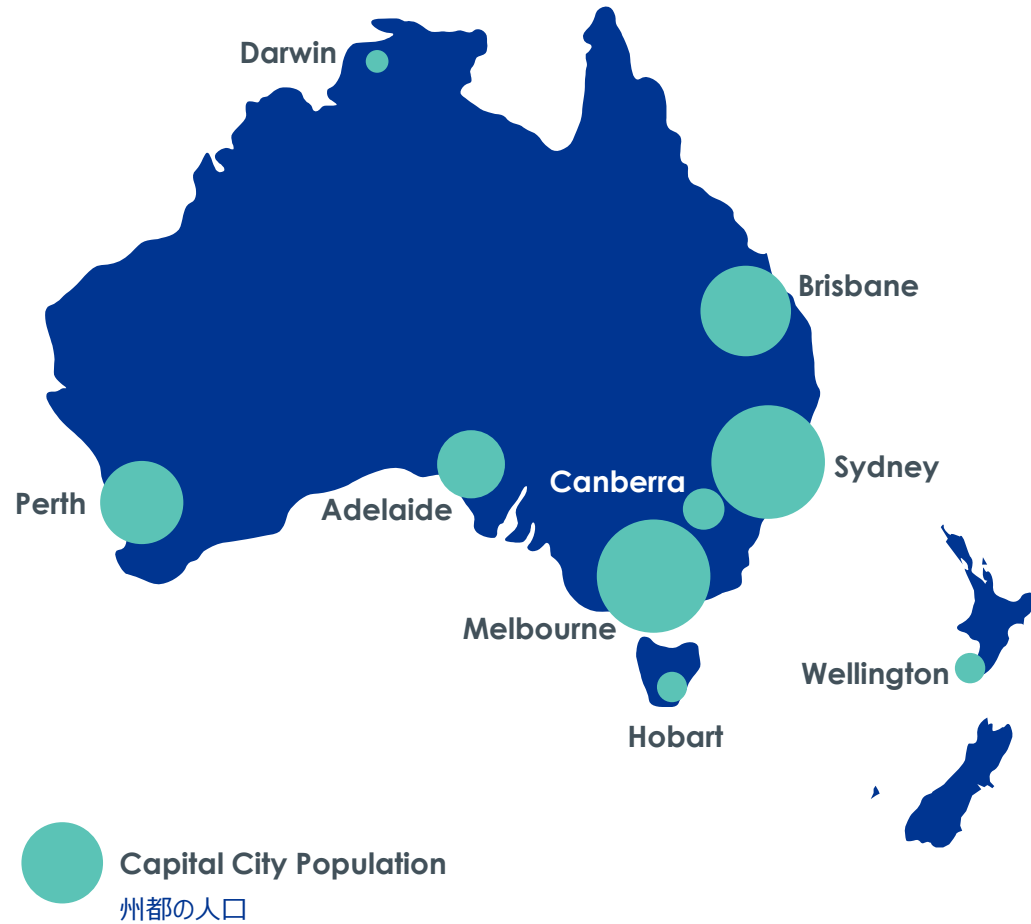 Darwin
Brisbane
Sydney
Canberra
Perth
Adelaide
Melbourne
Wellington
Hobart
Capital City Population
州都の人口